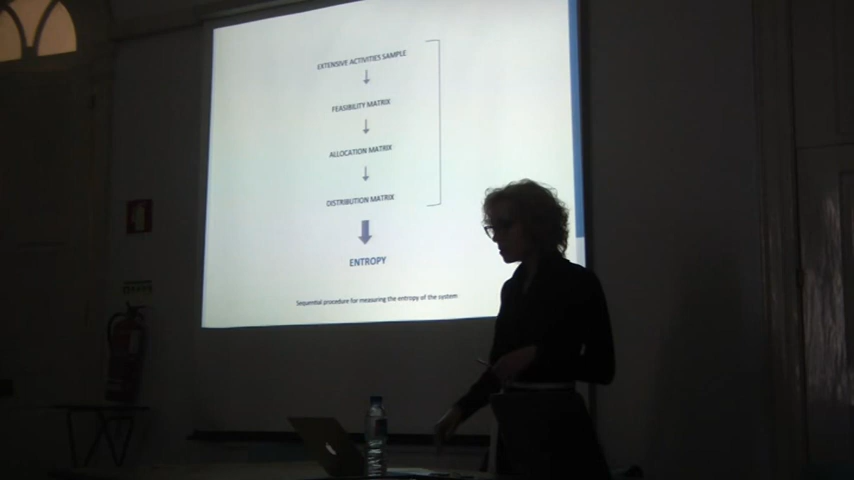 EXTENSIVE ACTIVITIES SAMPLE
FEASIBILITY MATRIX
ALLOCATION MATRIX
DISTRIBUTION MATRIX
ENTROPY
Sequential procedure for measuring the entropy of the system